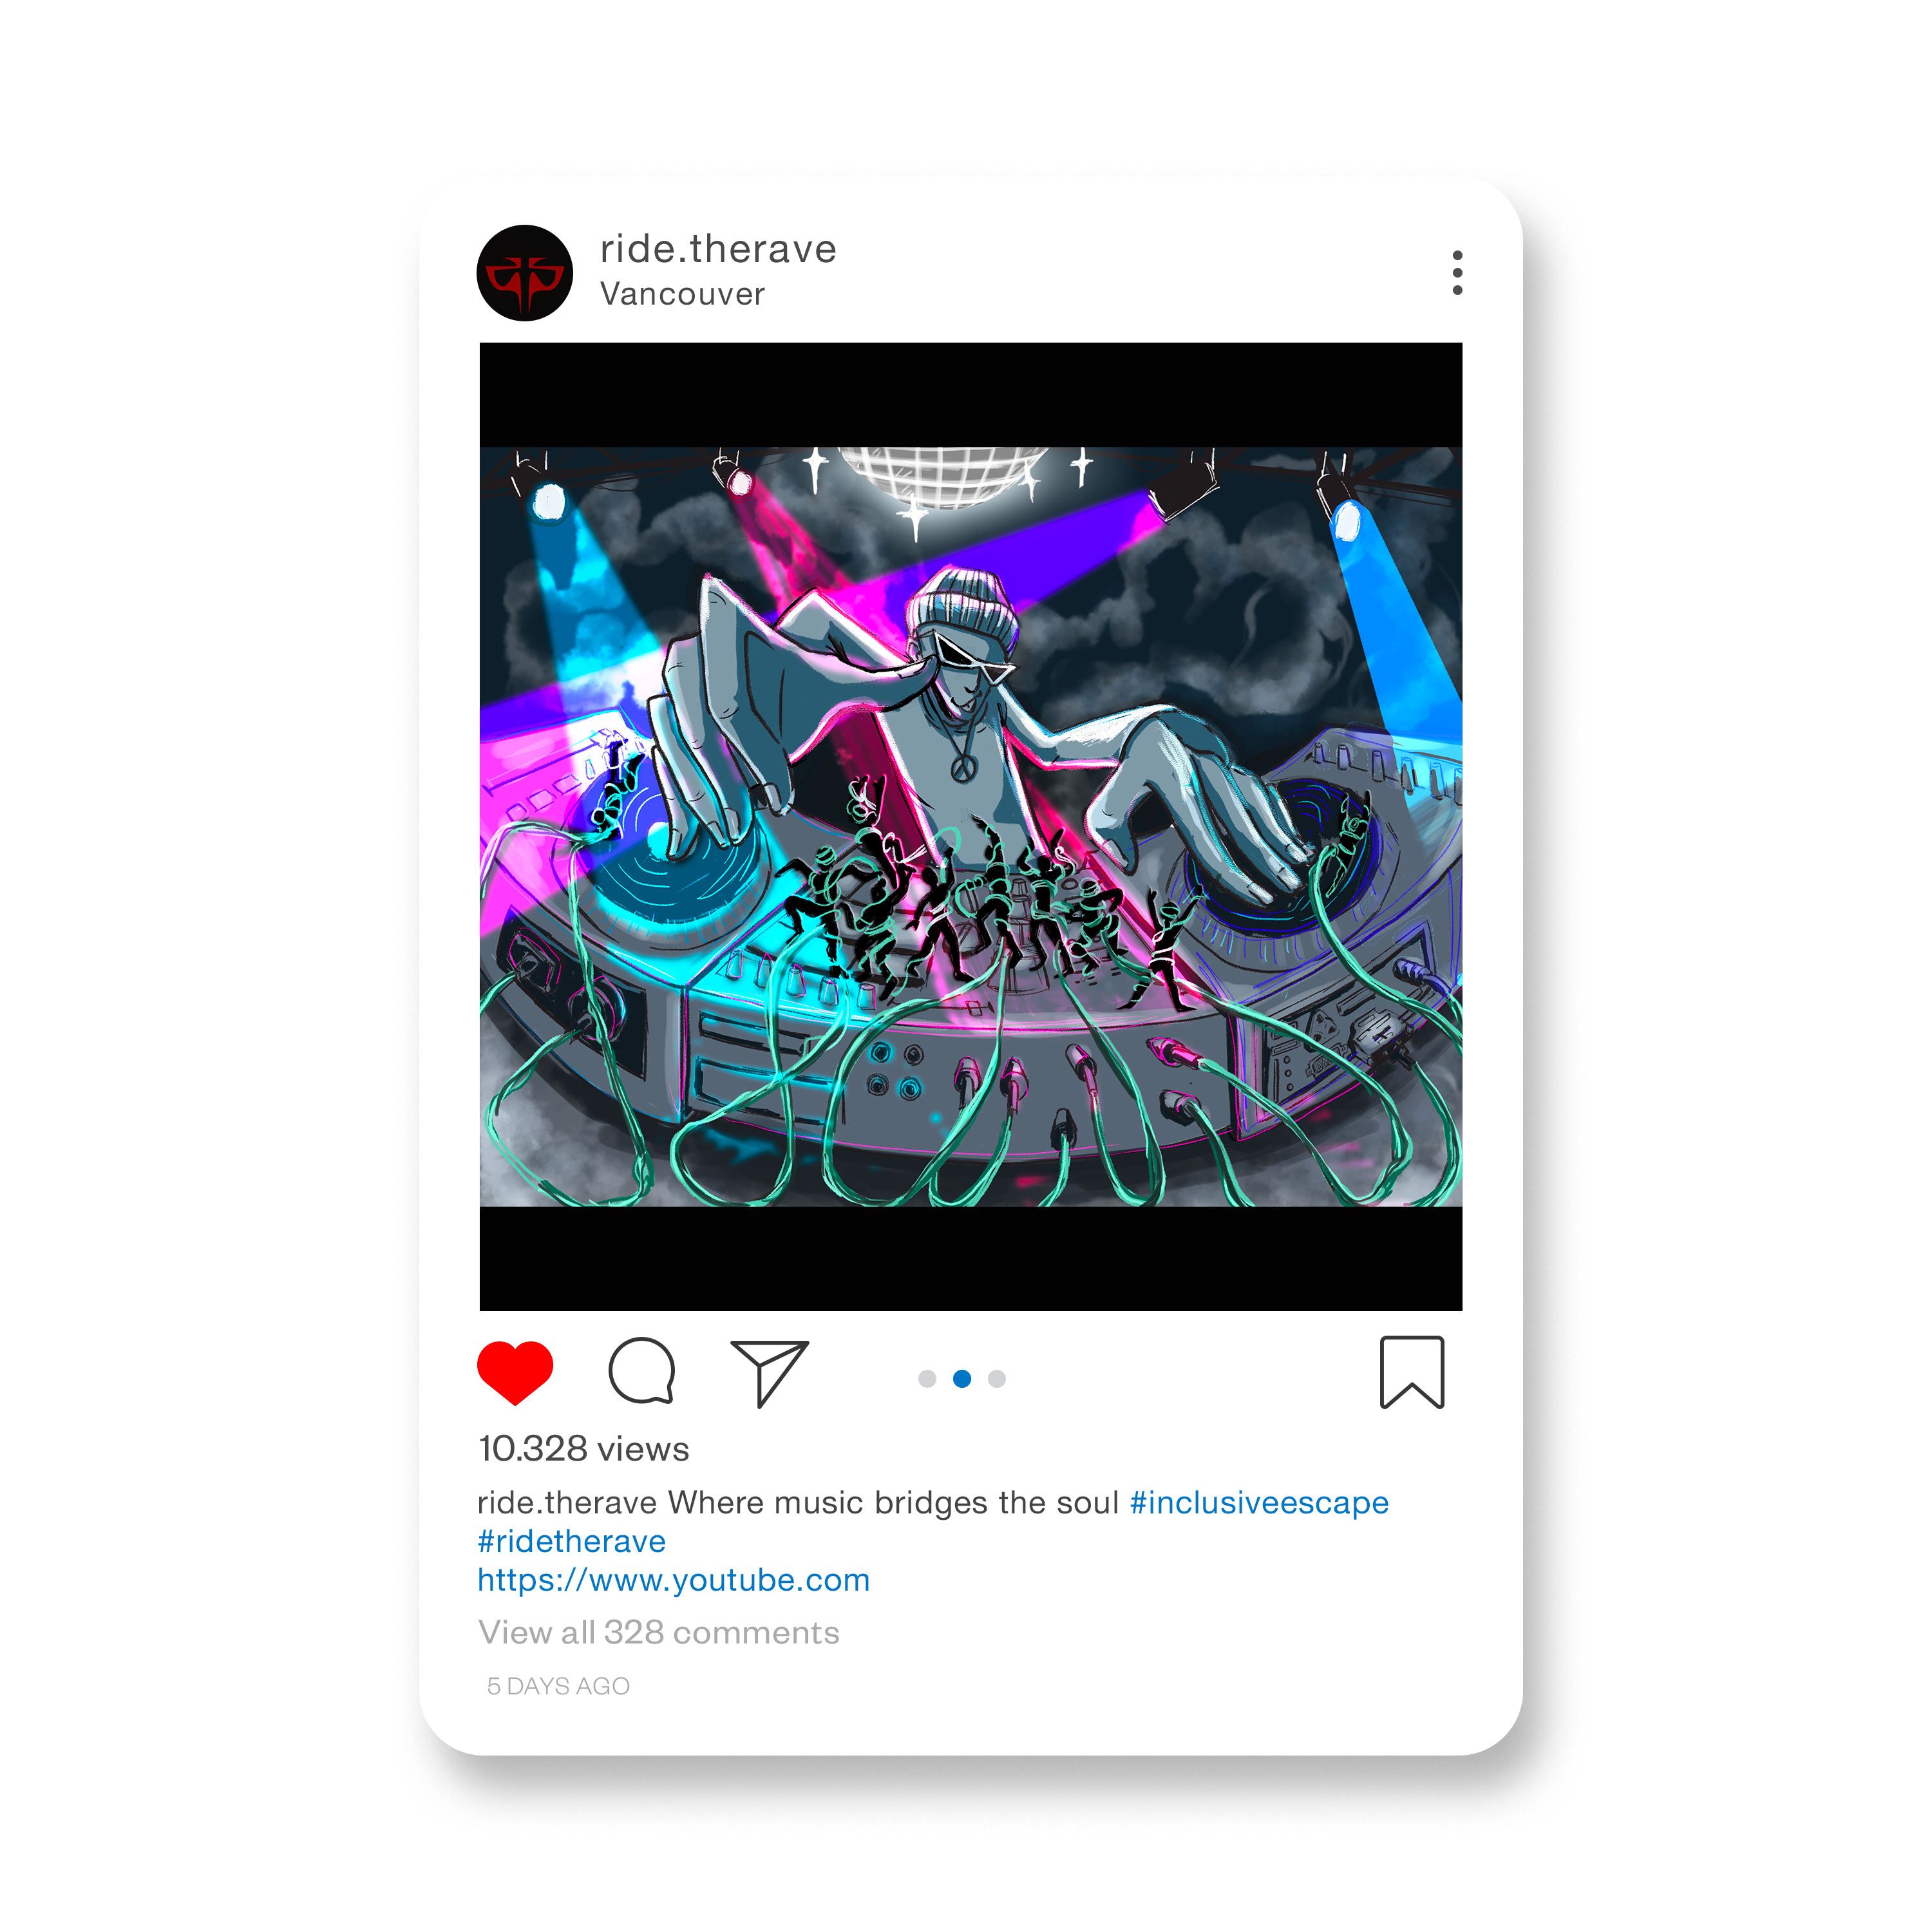 ride.therave
Vancouver
10.328 views
ride.therave Where music bridges the soul #inclusiveescape
#ridetherave
https://www.youtube.com
View all 328 comments
5 DAYS AGO